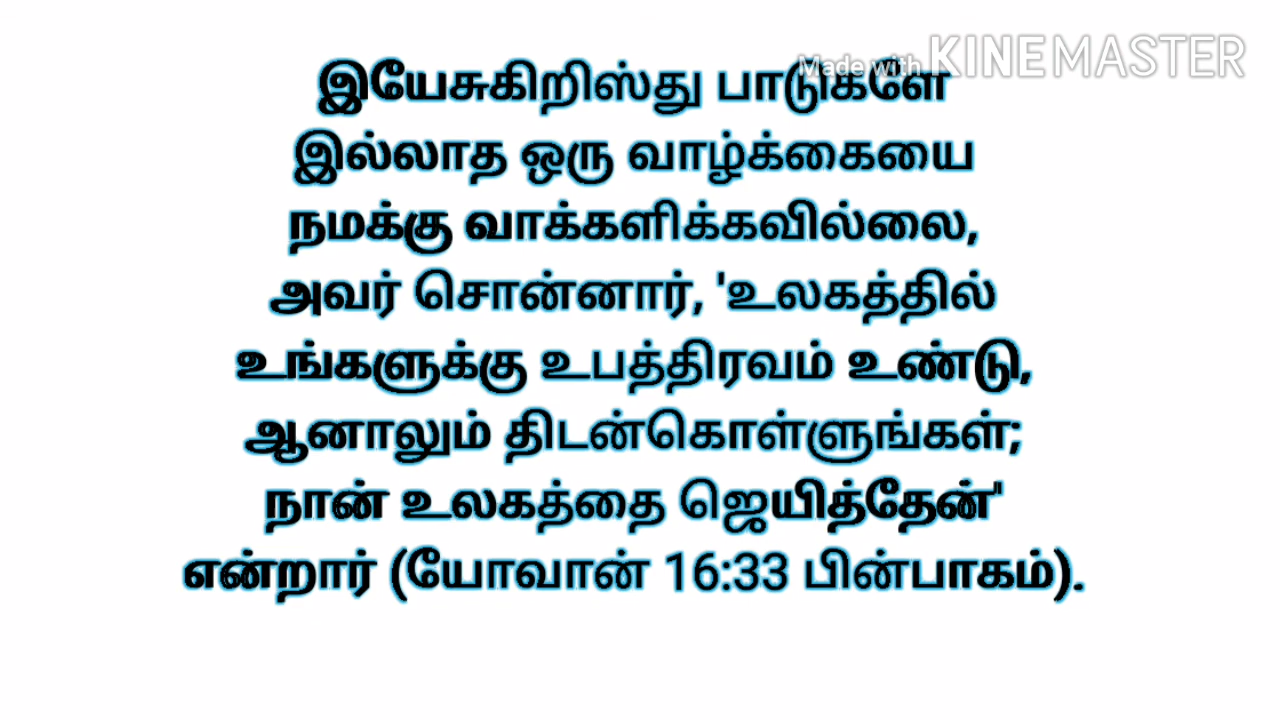 Made with KINEMASTER
இயேசுகிறிஸ்து பாடுகளே
இல்லாத ஒரு வாழ்க்கையை
நமக்கு வாக்களிக்கவில்லை,
அவர் சொன்னார், 'உலகத்தில்
உங்களுக்கு உபத்திரவம் உண்டு,
ஆனாலும் திடன்கொள்ளுங்கள்;
நான் உலகத்தை ஜெயித்தேன்'
என்றார் (யோவான் 16:33 பின்பாகம்).